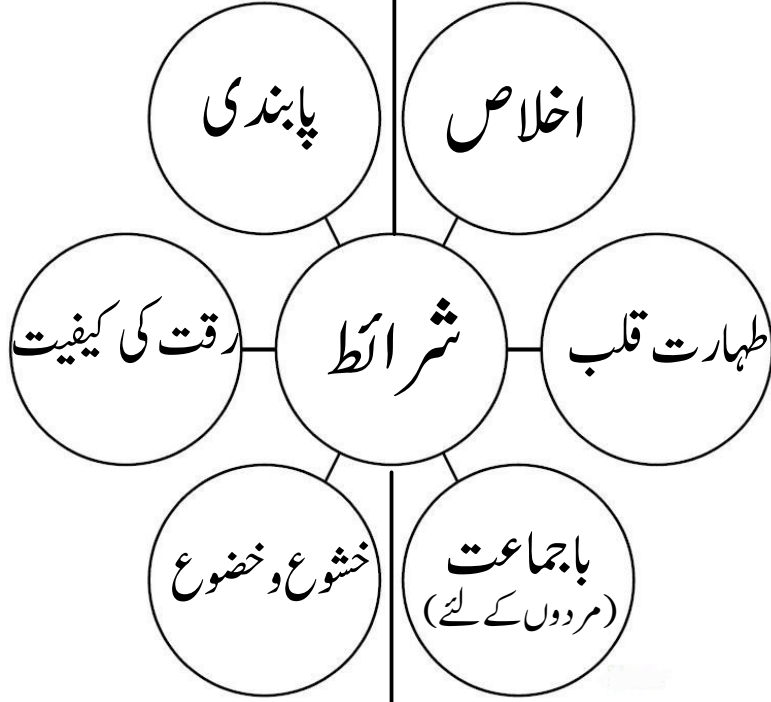 اخلاص
پابندی
طہارت قلب
شرائط
رقت کی کیفیت
باجماعت
(مردوں کے لئے)
خشوع و خضوع